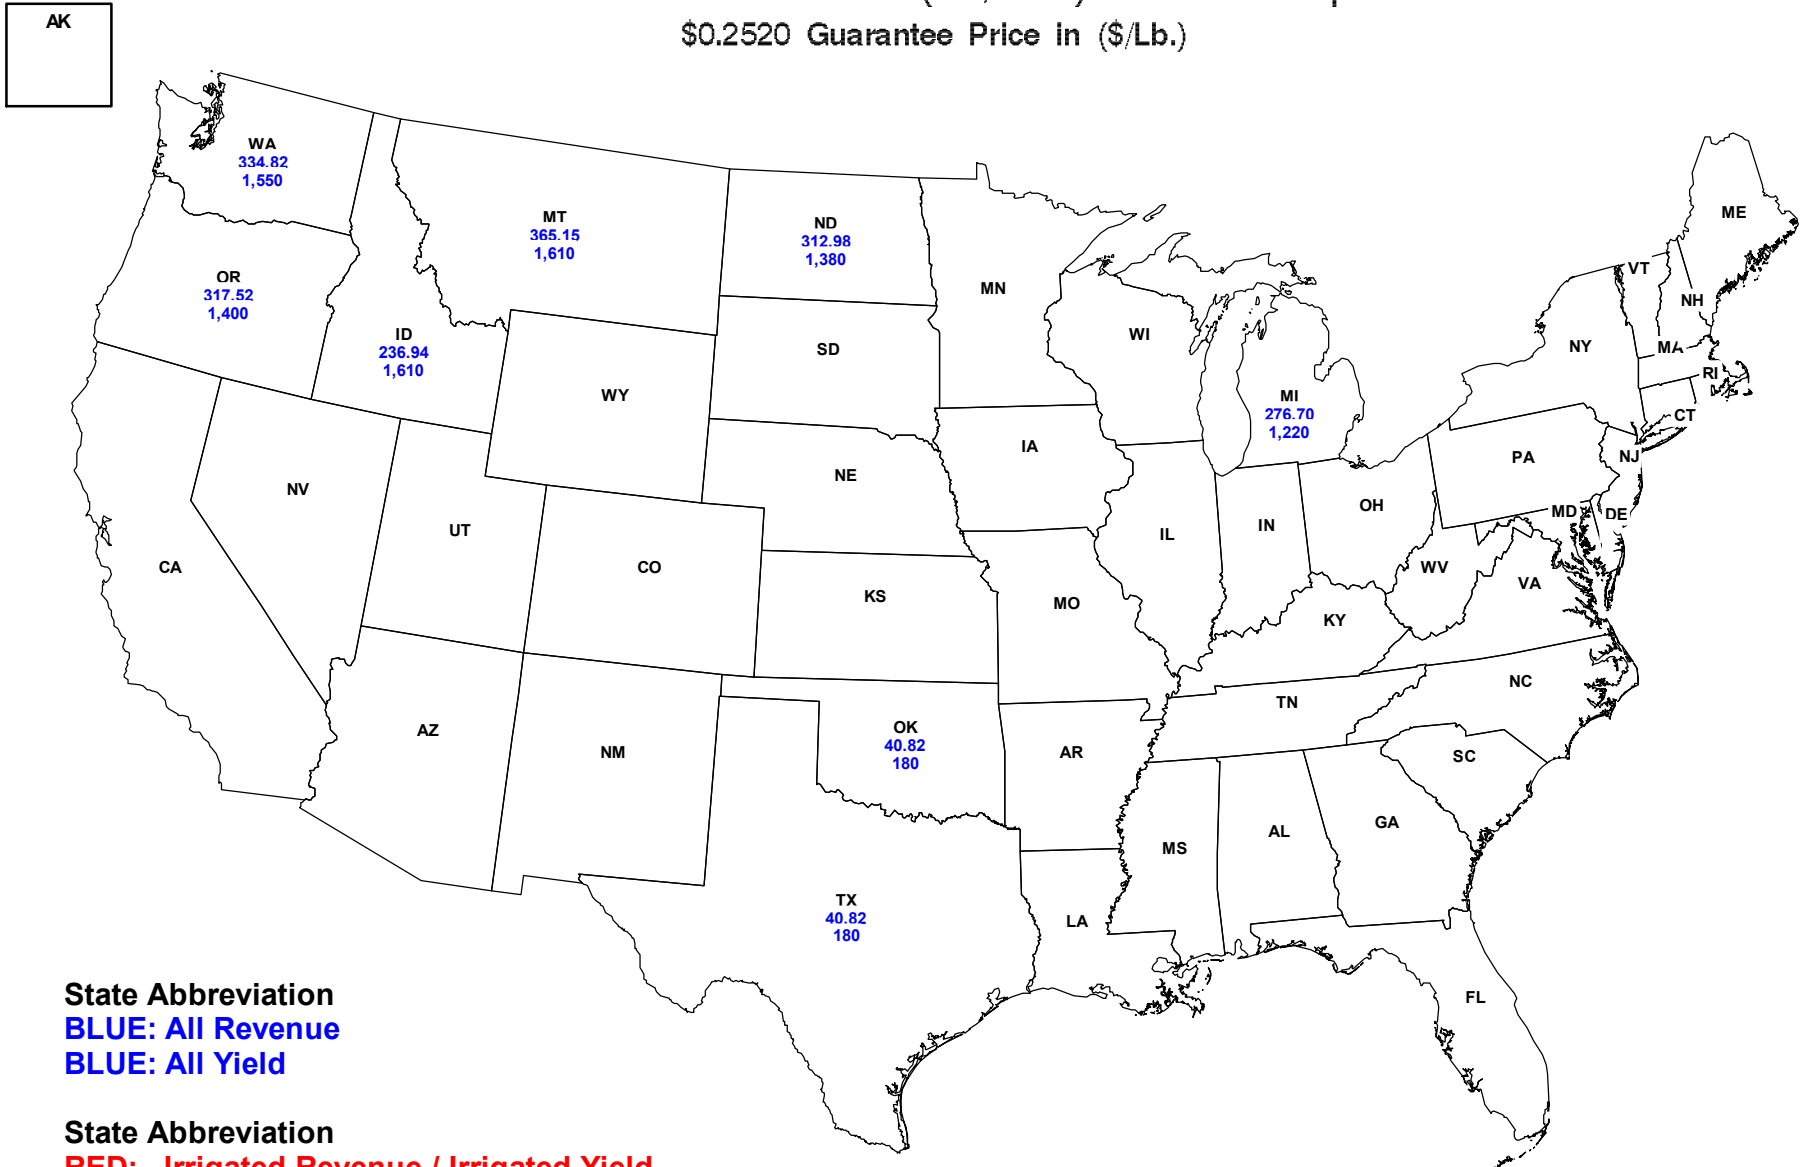 $0.2520 Guarantee Price in ($/Lb.)
AK
WA
334.82
1,550
MT
365.15
1,610
ND
312.98
1,380
OR
317.52
1,400
ID
236.94
1,610
MN
WI
MI
276.70
1,220
ME
VT
NH
NY
MA
RI
CT
SD
WY
IA
NE
PA
NJ
NV
UT
CO
CA
KS
MO
IL
IN
OH
MD
DE
WV
VA
KY
AZ
NM
OK
40.82
180
AR
TN
NC
SC
TX
40.82
180
LA
MS
AL
GA
FL
State Abbreviation
BLUE: All Revenue
BLUE: All Yield
State Abbreviation
RED: Irrigated Revenue / Irrigated Yield